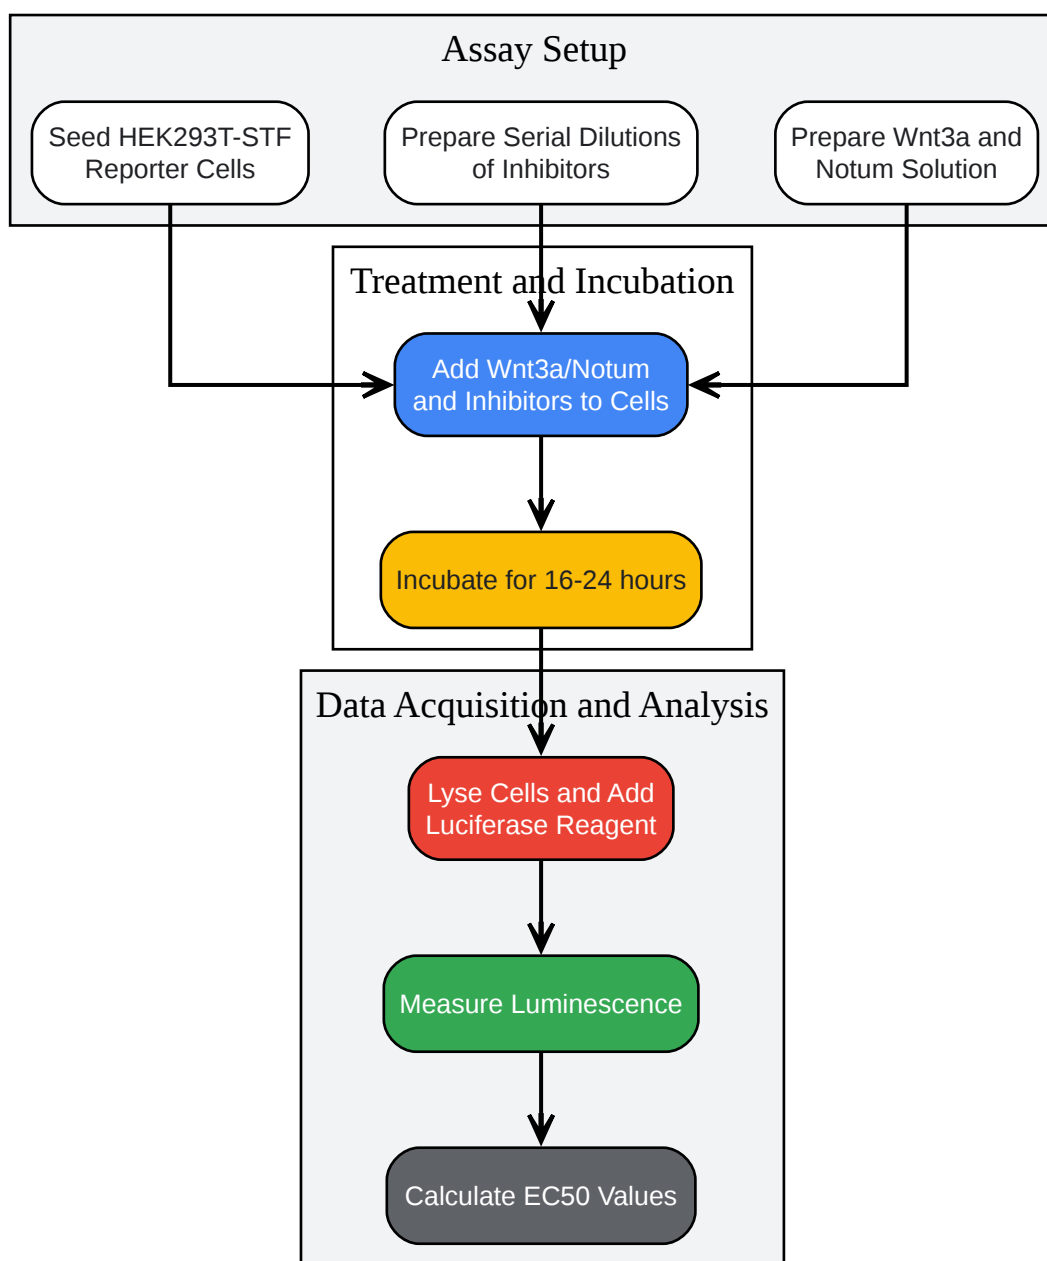 Assay Setup
Seed HEK293T-STF
Reporter Cells
Prepare Serial Dilutions
of Inhibitors
Prepare Wnt3a and
Notum Solution
Treatment and Incubation
Add Wnt3a/Notum
and Inhibitors to Cells
Incubate for 16-24 hours
Data Acquisition and Analysis
Lyse Cells and Add
Luciferase Reagent
Measure Luminescence
Calculate EC50 Values